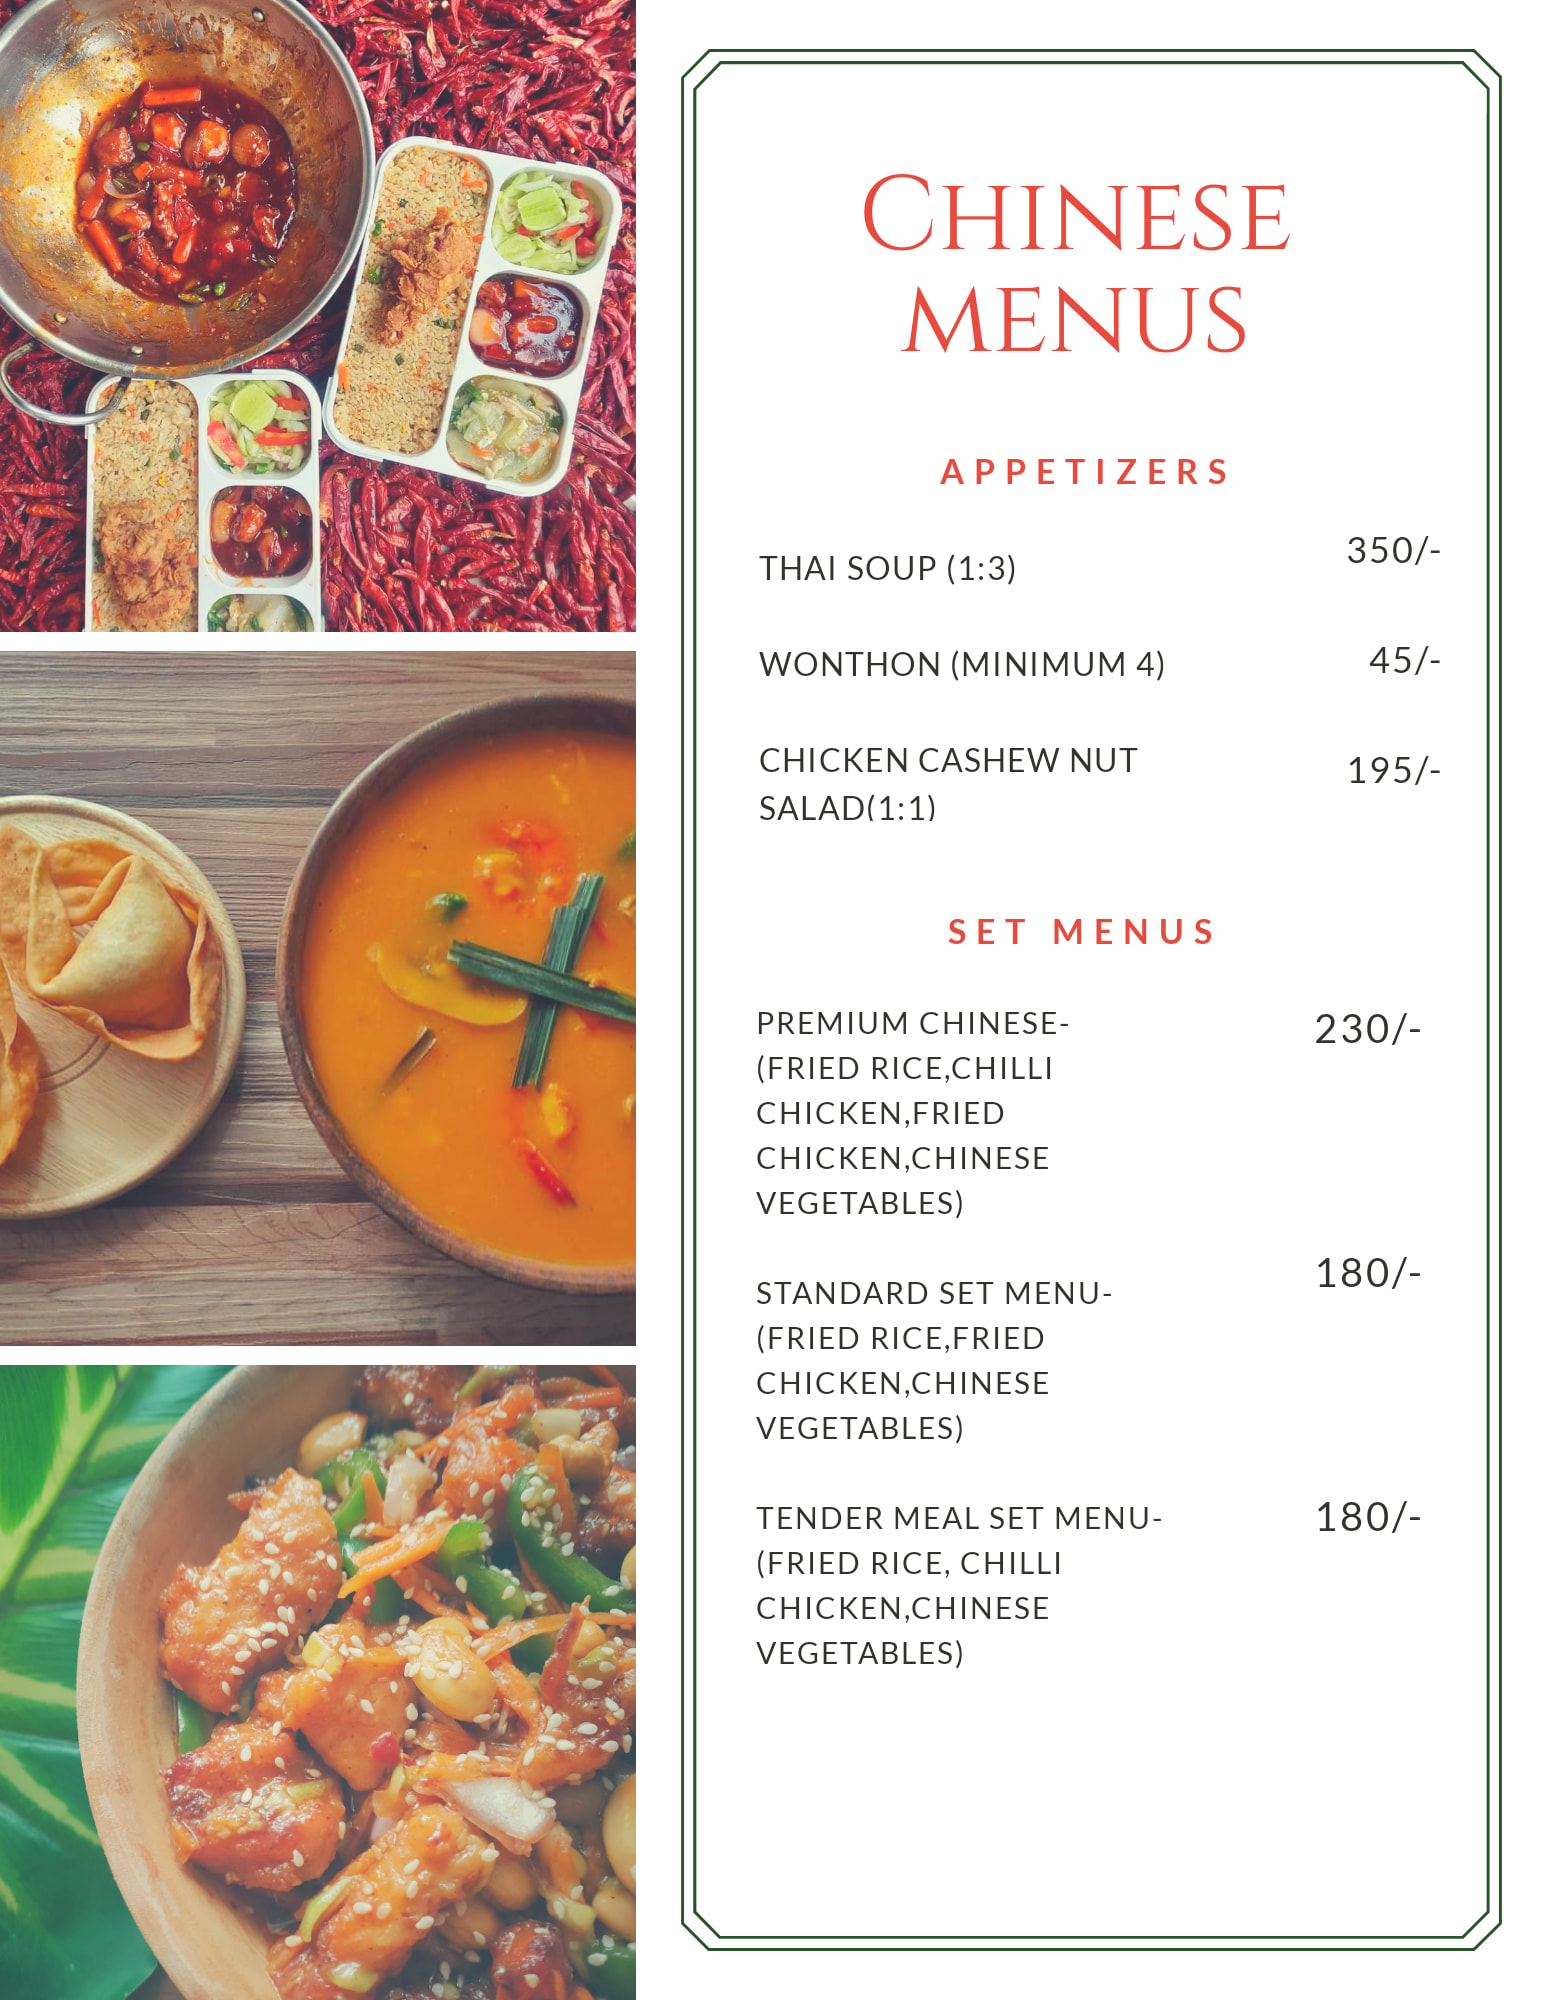 CHINESE
MENUS
APPETIZERS
THAI SOUP (1:3) 350/-
WONTHON (MINIMUM 4) 45/-
CHICKEN CASHEW NUT 195/-
SALAD(1:1)
SET MENUS
PREMIUM CHINESE- 230/-
(FRIED RICE,CHILLI
CHICKEN,FRIED
CHICKEN,CHINESE
VEGETABLES)
STANDARD SET MENU- 180/-
(FRIED RICE,FRIED
CHICKEN,CHINESE
VEGETABLES)
TENDER MEAL SET MENU- 180/-
(FRIED RICE, CHILLI
CHICKEN,CHINESE
VEGETABLES)